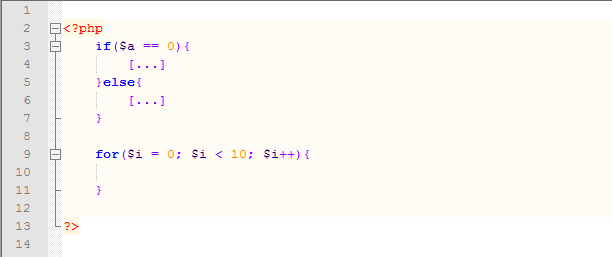 1
2 <?php
3 if($a == 0){
4 [...]
5 }else{
6 [...]
7 }
8
9 for($i = 0; $i < 10; $i++){
10
11 }
12
13 ?>
14